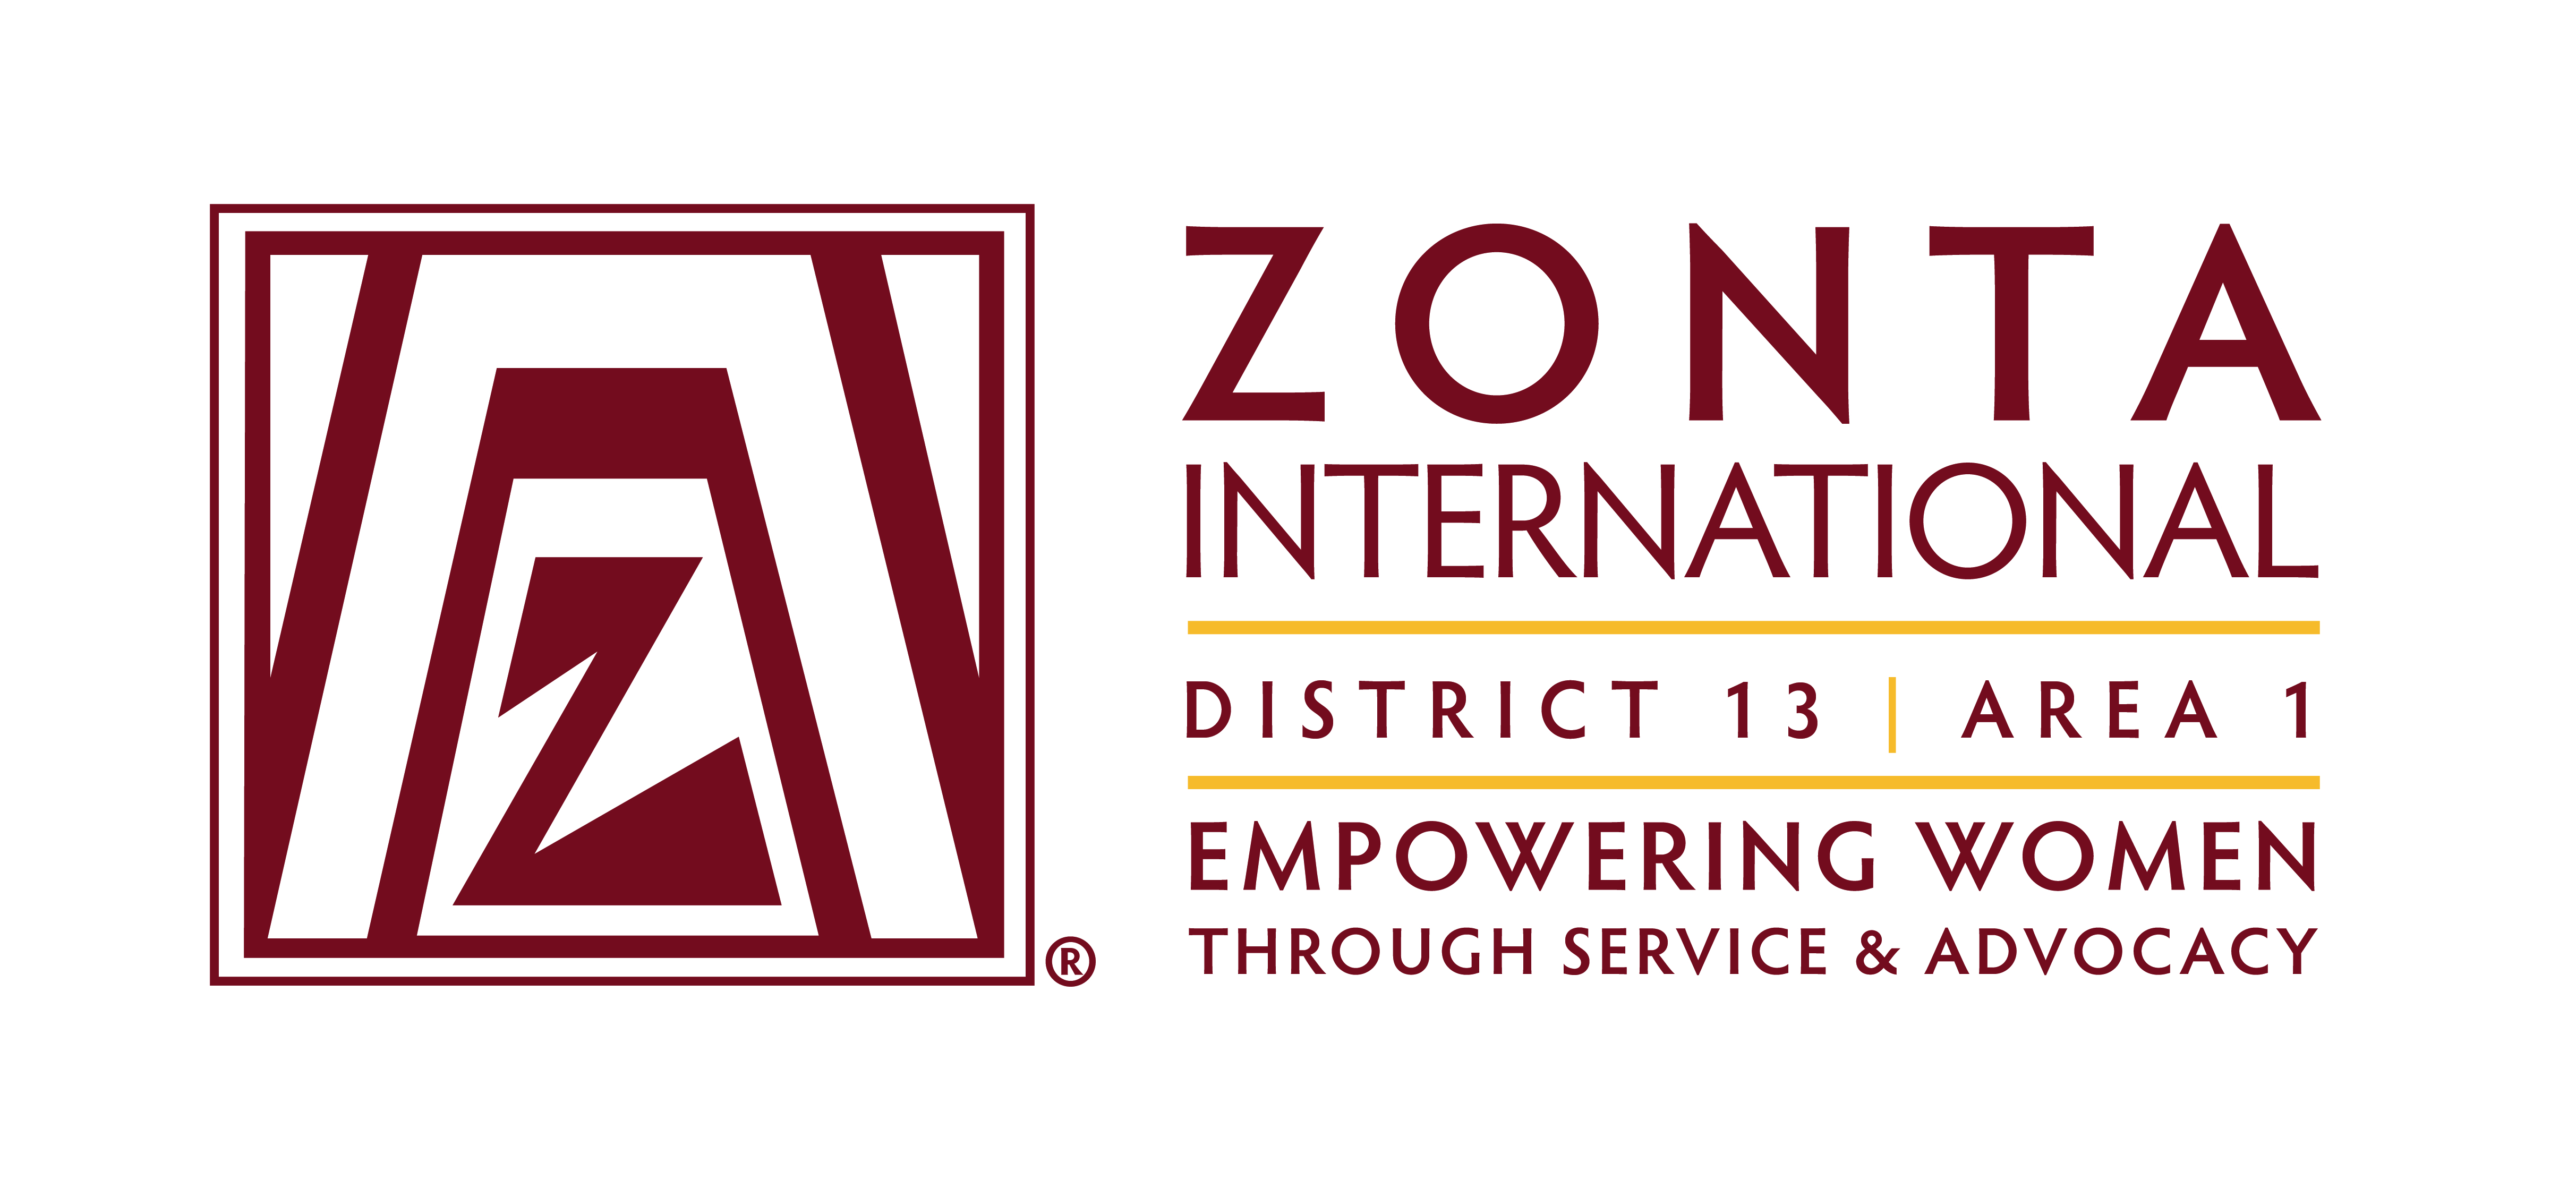 ZONTA
INTERNATIONAL
DISTRICT 13 | AREA 1
EMPOWERING WOMEN
THROUGH SERVICE & ADVOCACY
Z
®